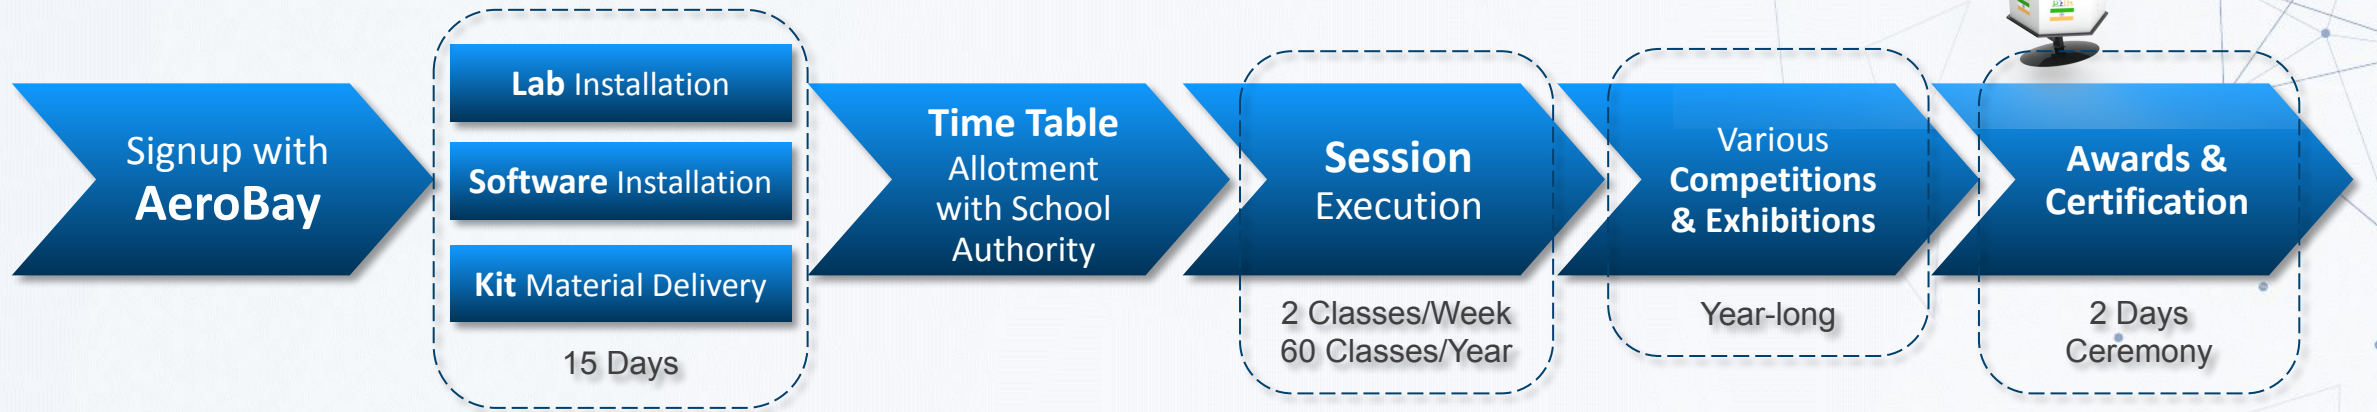 Signup with
AeroBay
Lab Installation
Software Installation
Kit Material Delivery
15 Days
Time Table
Allotment
with School
Authority
Session
Execution
2 Classes/Week
60 Classes/Year
Various
Competitions
& Exhibitions
Year-long
Awards &
Certification
2 Days
Ceremony